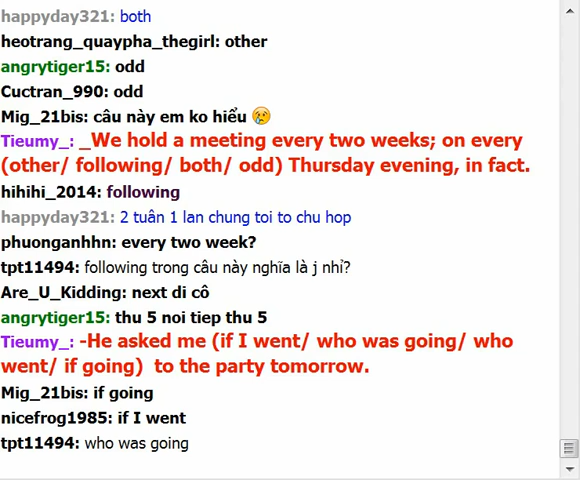 happyday321: both
heotrang_quaypha_thegirl: other
angrytiger15: odd
Cuctran_990: odd
Mig_21bis: câu này em ko hiểu 😢
Tieumy_: _We hold a meeting every two weeks; on every
(other/ following/ both/ odd) Thursday evening, in fact.
hihihi_2014: following
happyday321: 2 tuân 1 lan chung toi to chu hop
phuonganhhn: every two week?
tpt11494: following trong câu này nghĩa là j nhỉ?
Are_U_Kidding: next di cô
angrytiger15: thu 5 noi tiep thu 5
Tieumy_: -He asked me (if I went/ who was going/ who
went/ if going)  to the party tomorrow.
Mig_21bis: if going
nicefrog1985: if I went
tpt11494: who was going